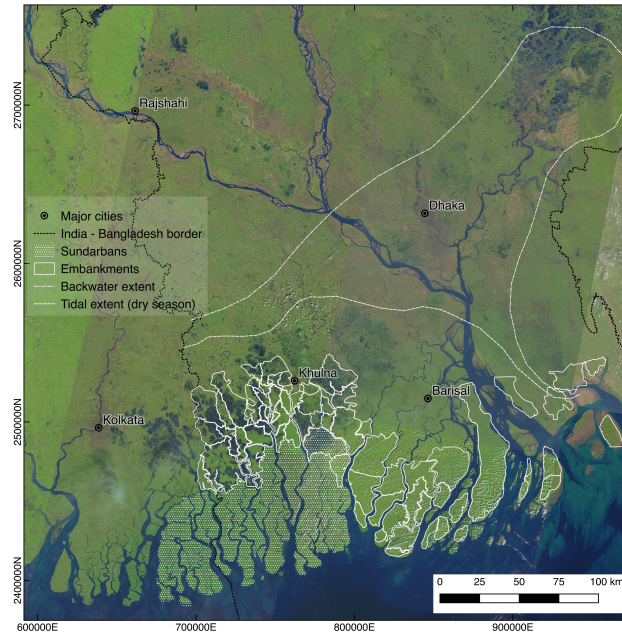 2700000N
2600000N
2500000N
2400000N
Rajshahi
Dhaka
Major cities
India - Bangladesh border
Sundarbans
Embankments
Backwater extent
Tidal extent (dry season)
Khulna
Barisal
Kolkata
0 25 50 75 100 km
600000E 700000E 800000E 900000E